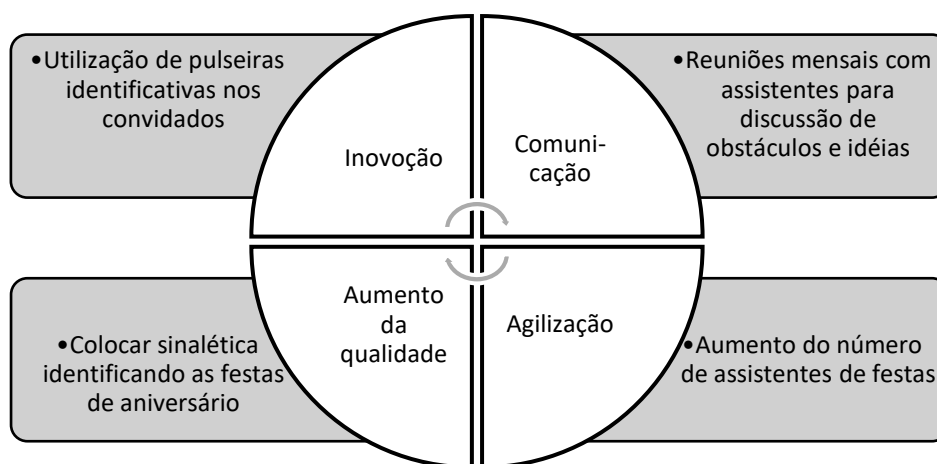 •Utilização de pulseiras
identificativas nos
convidados
Inovoção
Comuni-
cação
•Reuniões mensais com
assistentes para
discussão de
obstáculos e idéias
•Colocar sinalética
identificando as festas
de aniversário
Aumento
da
qualidade
Agilização
•Aumento do número
de assistentes de festas